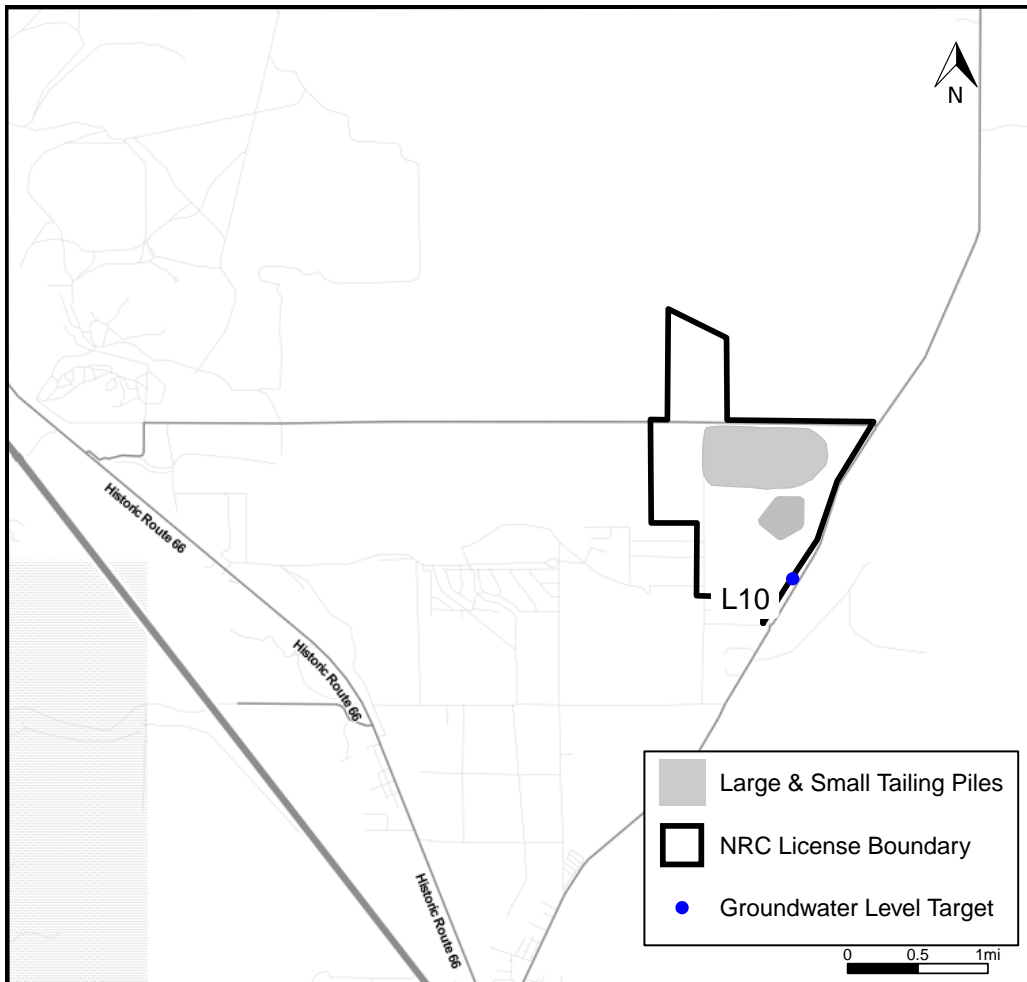 N
Historic Route 66
Historic Route 66
L10
Historic Route 66
Large & Small Tailing Piles
NRC License Boundary
Groundwater Level Target
0 0.5 1mi